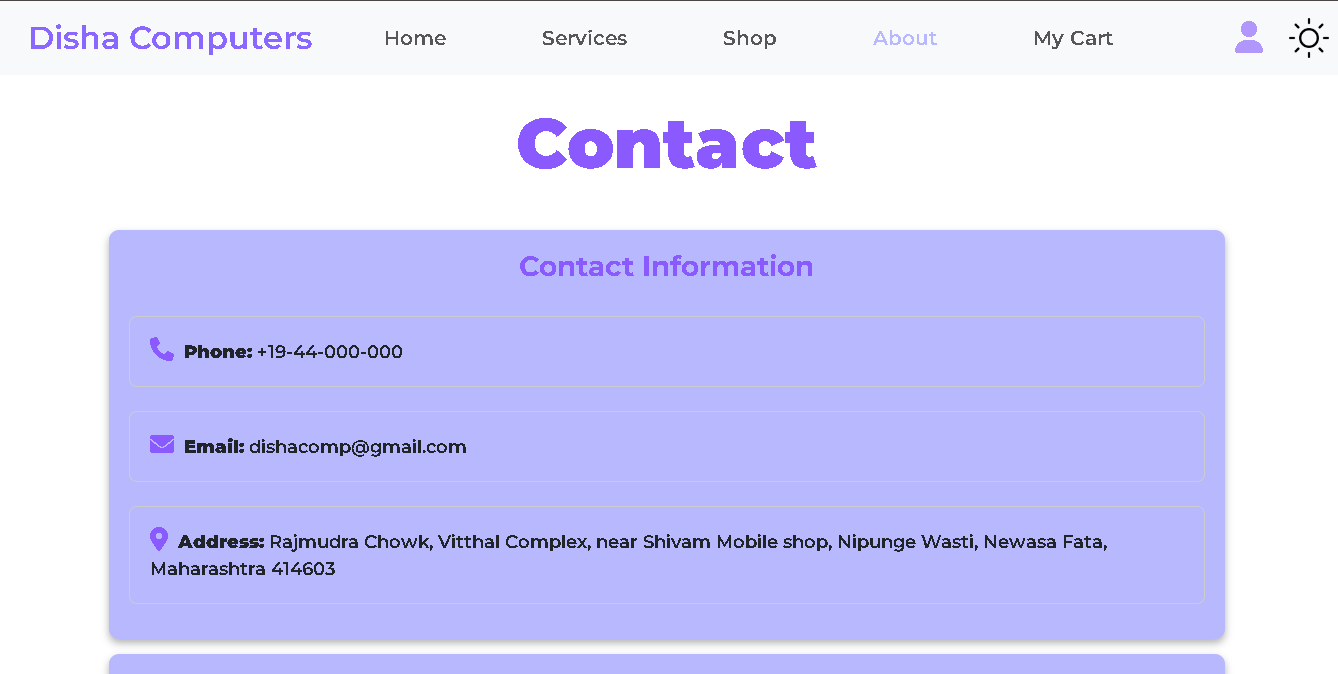 Disha Computers Home Services Shop About My Cart
Contact
Contact Information
Phone: +19-44-000-000
Email: dishacomp@gmail.com
Address: Rajmudra Chowk, Vitthal Complex, near Shivam Mobile shop, Nipunge Wasti, Newasa Fata,
Maharashtra 414603